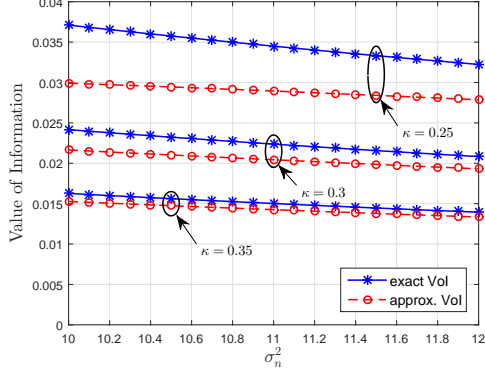 0.04
0.035
0.03
0.025
0.02
0.015
0.01
0.005
0
Value of Information
κ = 0.25
κ = 0.3
κ = 0.35
exact VoI
approx. VoI
10 10.2 10.4 10.6 10.8 11 11.2 11.4 11.6 11.8 12
σ_n^2